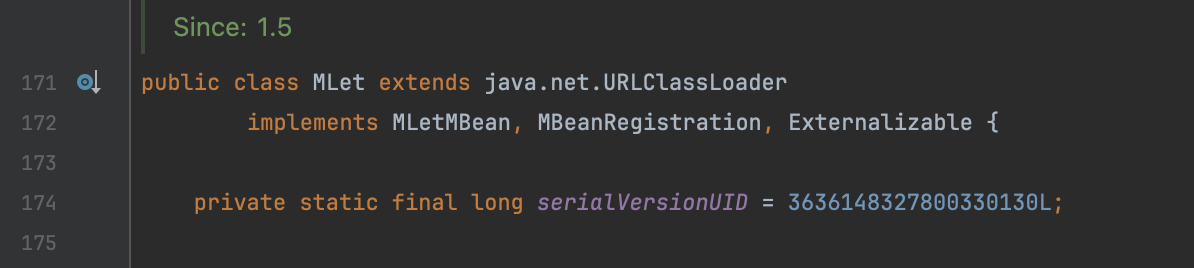 Since: 1.5
171 public class MLet extends java.net.URLClassLoader
172 implements MLetMBean, MBeanRegistration, Externalizable {
173
174 private static final long serialVersionUID = 3636148327800330130L;
175